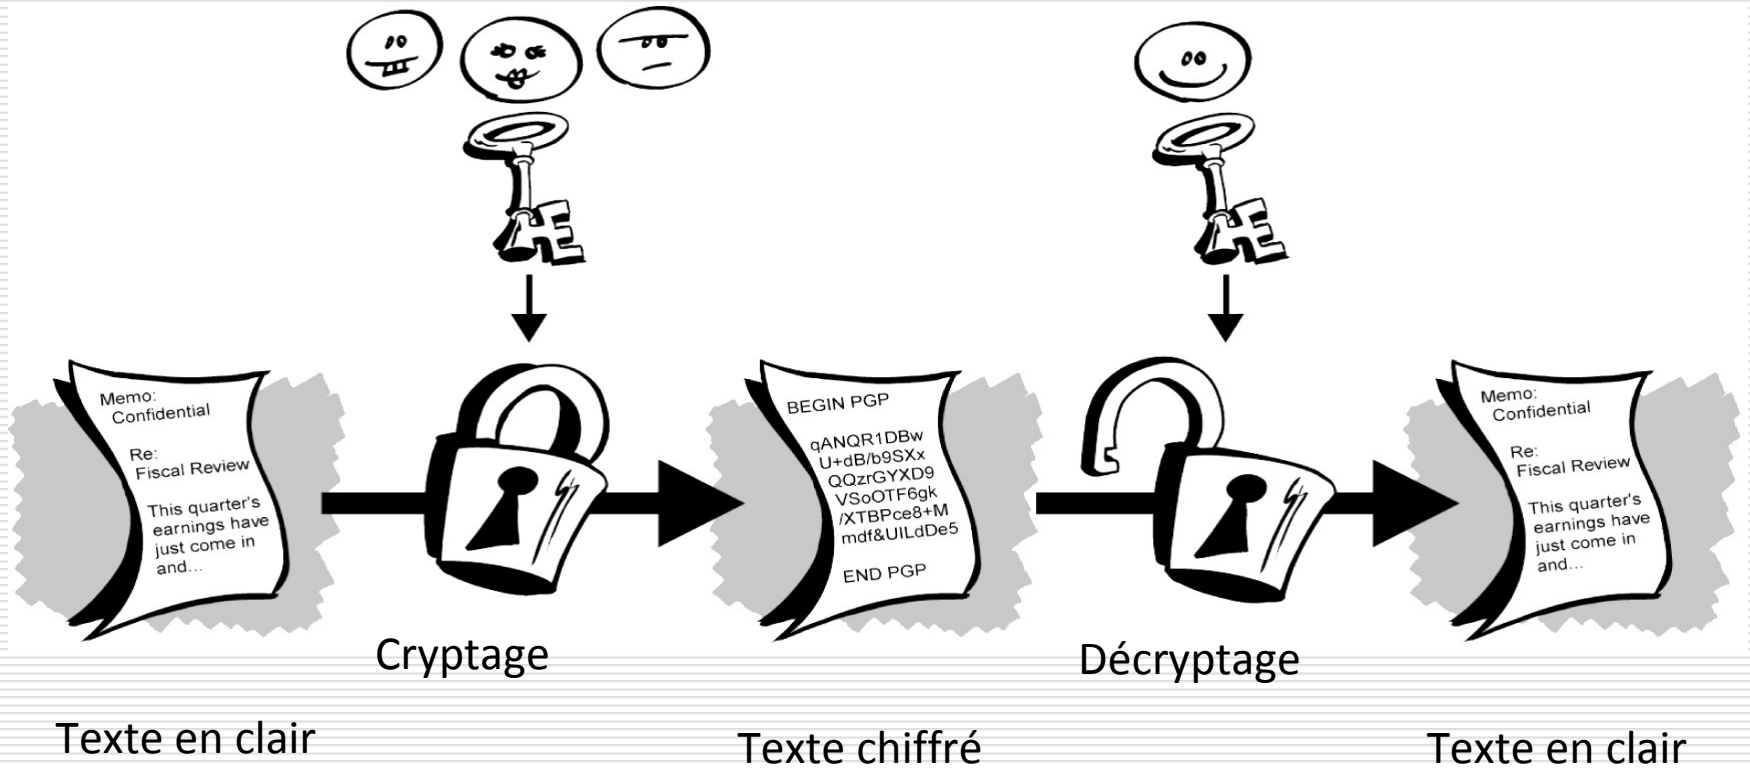 Memo:
Confidential
Re:
Fiscal Review
This quarter's
earnings have
just come in
and...
BEGIN PGP
qANQR1DBw
U+dB/b9SXx
QQzrGYXD9
VSoOTF6gk
/XTBPce8+M
mdf&UILdDe5
END PGP
Memo:
Confidential
Re:
Fiscal Review
This quarter's
earnings have
just come in
and...
Cryptage
Décryptage
Texte en clair
Texte chiffré
Texte en clair